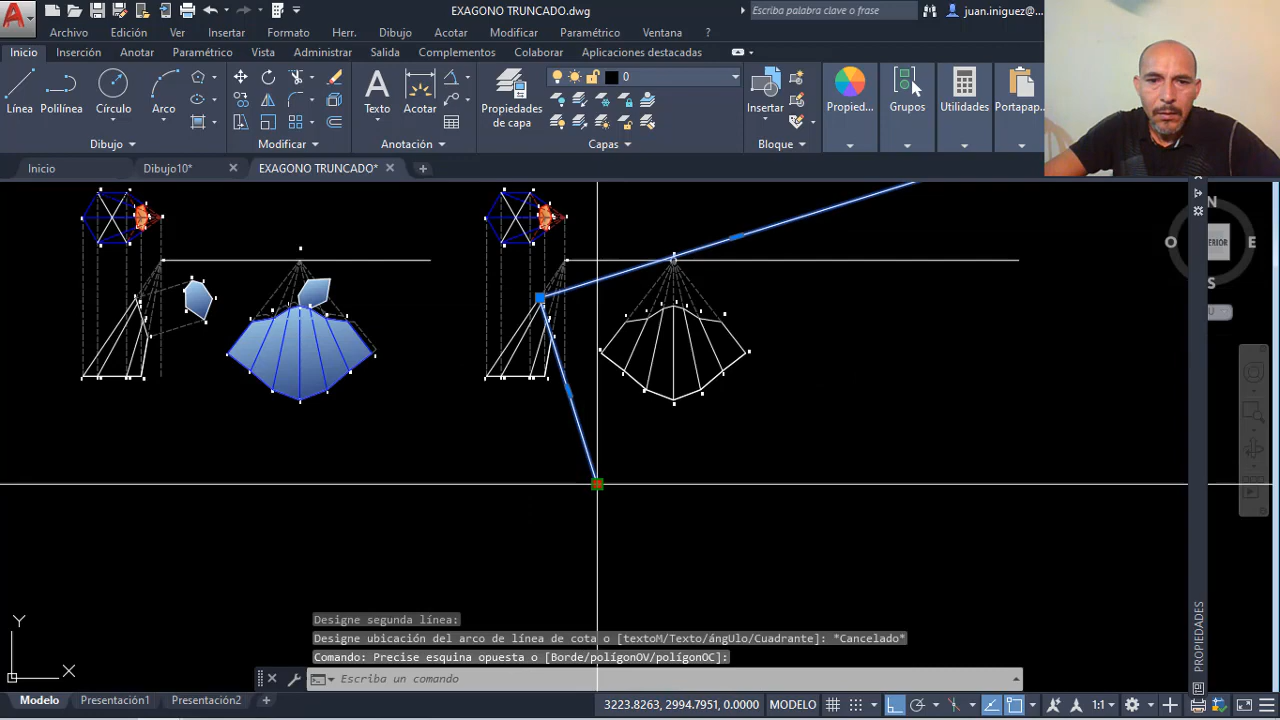 EXAGONO TRUNCADO.dwg
Escriba palabra clave o frase
juan.iniguez@...
Archivo Edición Ver Insertar Formato Herr. Dibujo Acotar Modificar Paramétrico Ventana ?
Inicio Inserción Anotar Paramétrico Vista Administrar Salida Complementos Colaborar Aplicaciones destacadas
0
Línea Polilínea Círculo Arco Texto Acotar Propiedades de capa Insertar Propied... Grupos Utilidades Portapap...
Dibujo Modificar Anotación Capas Bloque
Inicio Dibujo10* EXAGONO TRUNCADO*
N
O ERIOR E
S
U
PROPIEDADES
Designe segunda línea:
Designe ubicación del arco de línea de cota o [textoM/Texto/ángUlo/Cuadrante]: *Cancelado*
Comando: Precise esquina opuesta o [Borde/polígonOV/polígonOC]:
Escriba un comando
Y
X
Modelo Presentación1 Presentación2 + 3223.8263, 2994.7951, 0.0000 MODELO 1:1